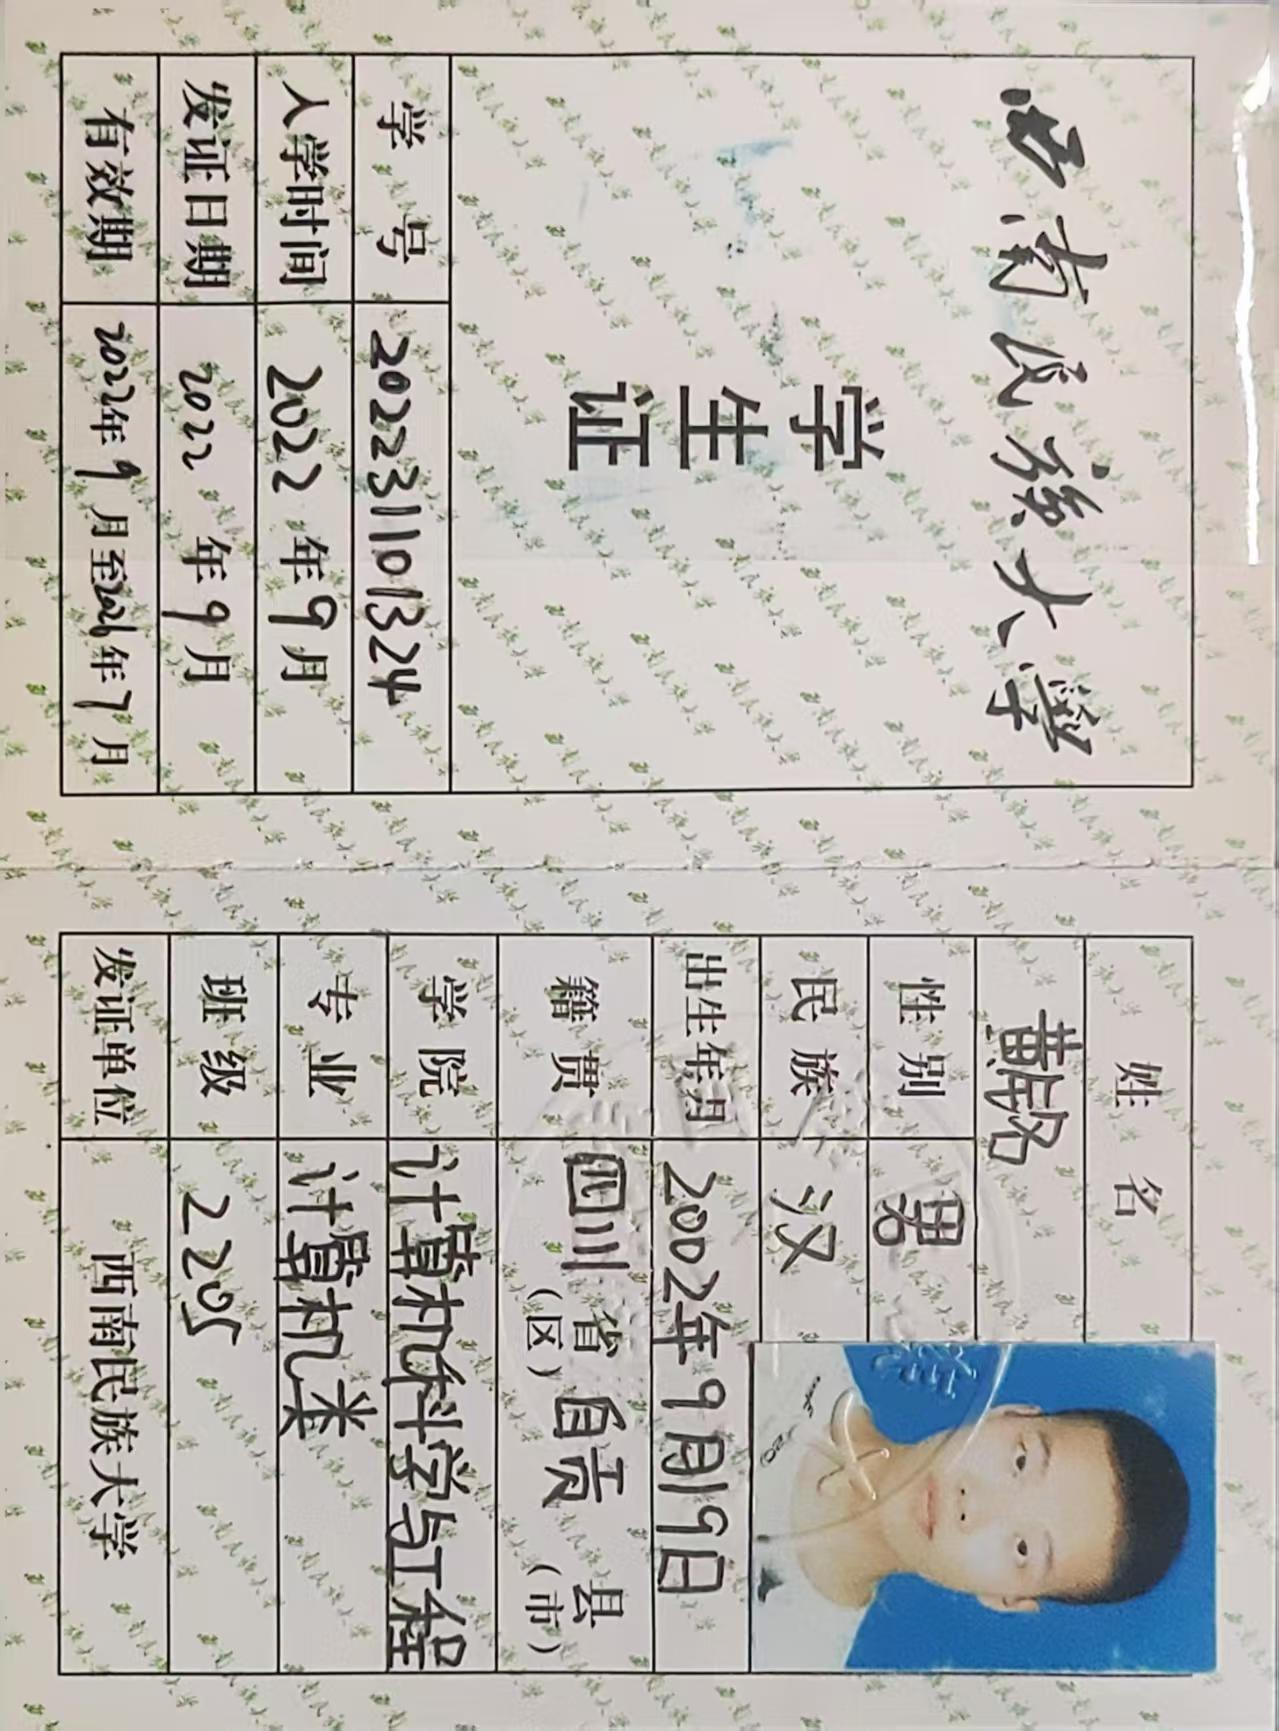 西南民族大學
学生证
学 号 202231101324
入学时间 2022 年 9 月
发证日期 2022 年 9 月
有效期 2022年 9 月至2026年 7 月
姓 名
黄铭
性 别 男
民 族 汉
出生年月 2002年9月19日
籍 贯 四川 省(区) 自贡 县(市)
学 院 计算机科学与工程
专 业 计算机类
班 级 2205
发证单位 西南民族大学